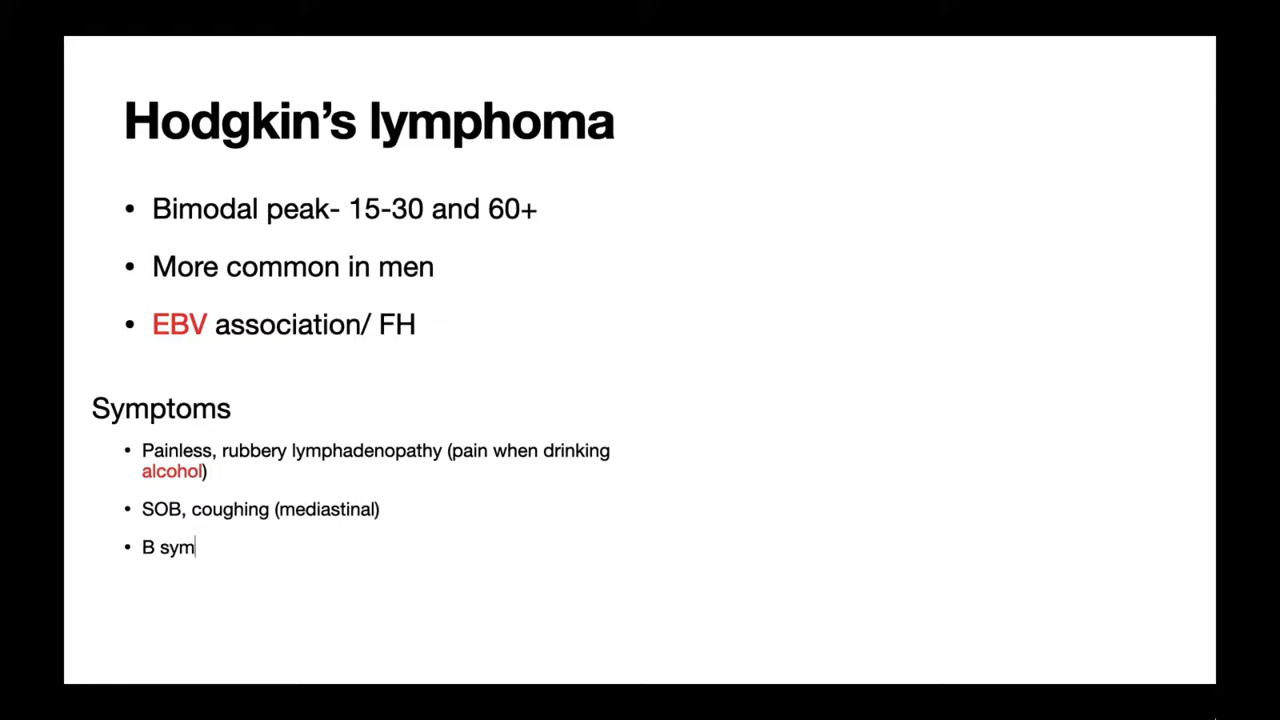 Hodgkin’s lymphoma
• Bimodal peak- 15-30 and 60+
• More common in men
• EBV association/ FH
Symptoms
• Painless, rubbery lymphadenopathy (pain when drinking
alcohol)
• SOB, coughing (mediastinal)
• B sym